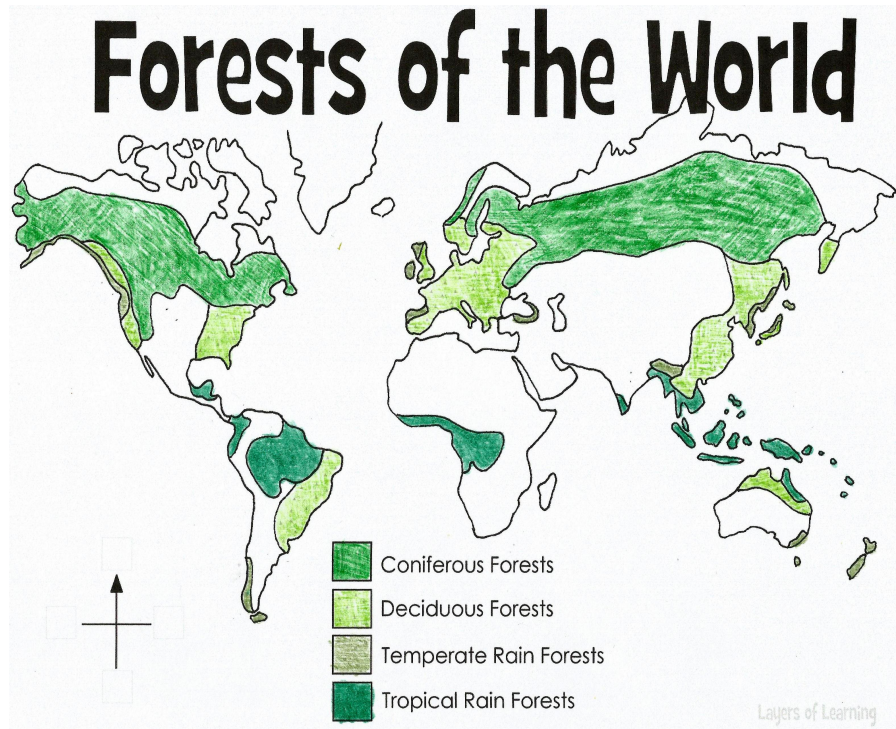 Forests of the World
Coniferous Forests
Deciduous Forests
Temperate Rain Forests
Tropical Rain Forests
Layers of Learning